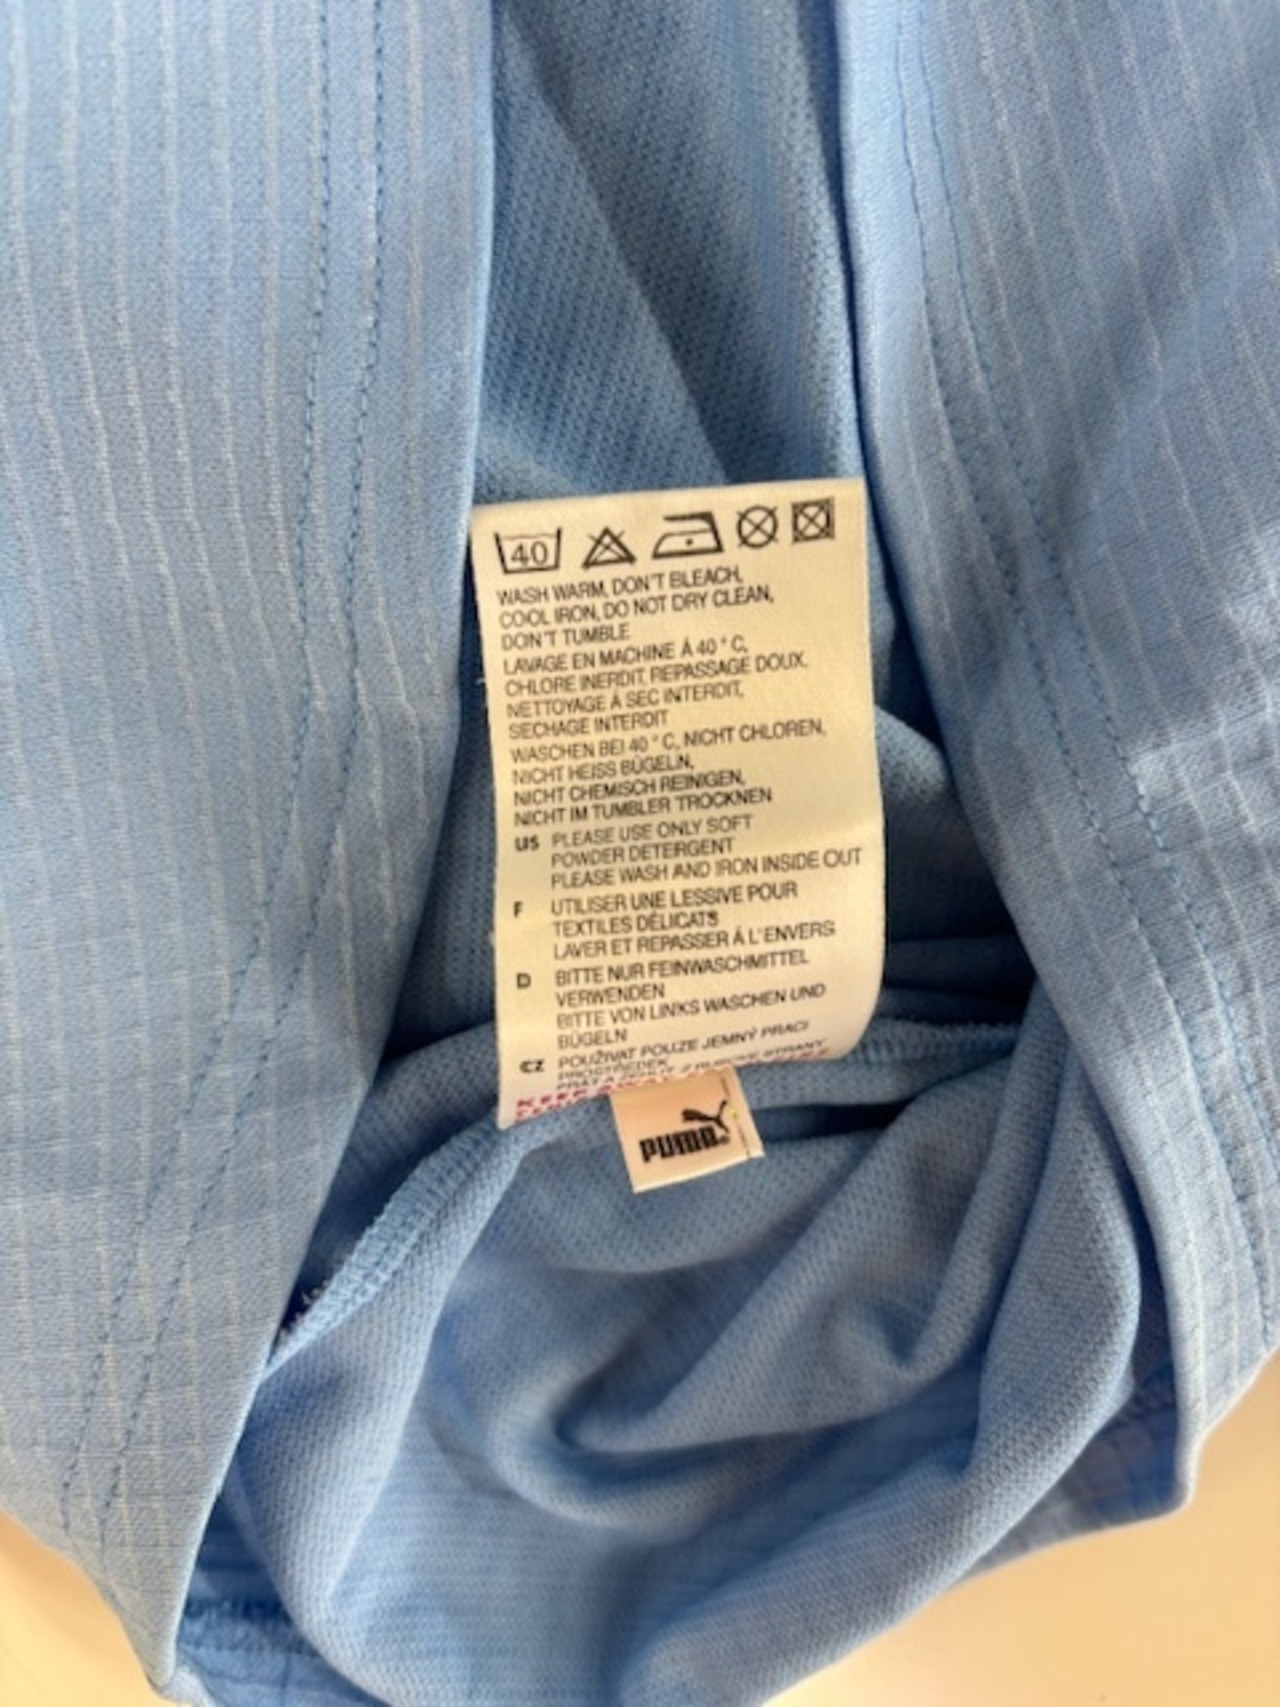 40
WASH WARM, DON'T BLEACH,
COOL IRON, DO NOT DRY CLEAN,
DON'T TUMBLE
LAVAGE EN MACHINE À 40 ° C,
CHLORE INERDIT, REPASSAGE DOUX,
NETTOYAGE À SEC INTERDIT,
SECHAGE INTERDIT
WASCHEN BEI 40 ° C, NICHT CHLOREN,
NICHT HEISS BÜGELN,
NICHT CHEMISCH REINIGEN,
NICHT IM TUMBLER TROCKNEN
US PLEASE USE ONLY SOFT
POWDER DETERGENT
PLEASE WASH AND IRON INSIDE OUT
F UTILISER UNE LESSIVE POUR
TEXTILES DÉLICATS
LAVER ET REPASSER À L'ENVERS
D BITTE NUR FEINWASCHMITTEL
VERWENDEN
BITTE VON LINKS WASCHEN UND
BÜGELN
CZ POUŽIVAT POUZE JEMNÝ PRACI
PROSTŘEDEK
KEEP AWAY
PUMA®